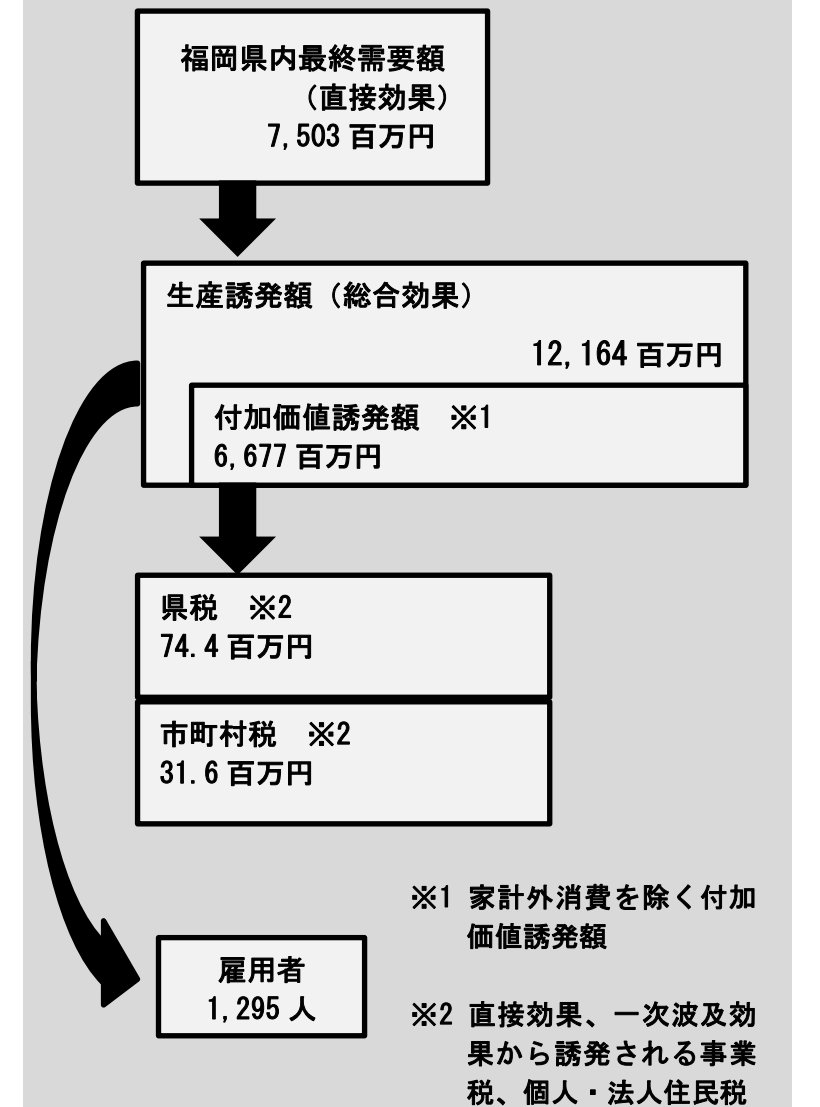 福岡県内最終需要額
(直接効果)
7,503 百万円
生産誘発額(総合効果)
12,164 百万円
付加価値誘発額 ※1
6,677 百万円
県税 ※2
74.4 百万円
市町村税 ※2
31.6 百万円
雇用者
1,295 人
※1 家計外消費を除く付加
価値誘発額
※2 直接効果、一次波及効
果から誘発される事業
税、個人・法人住民税